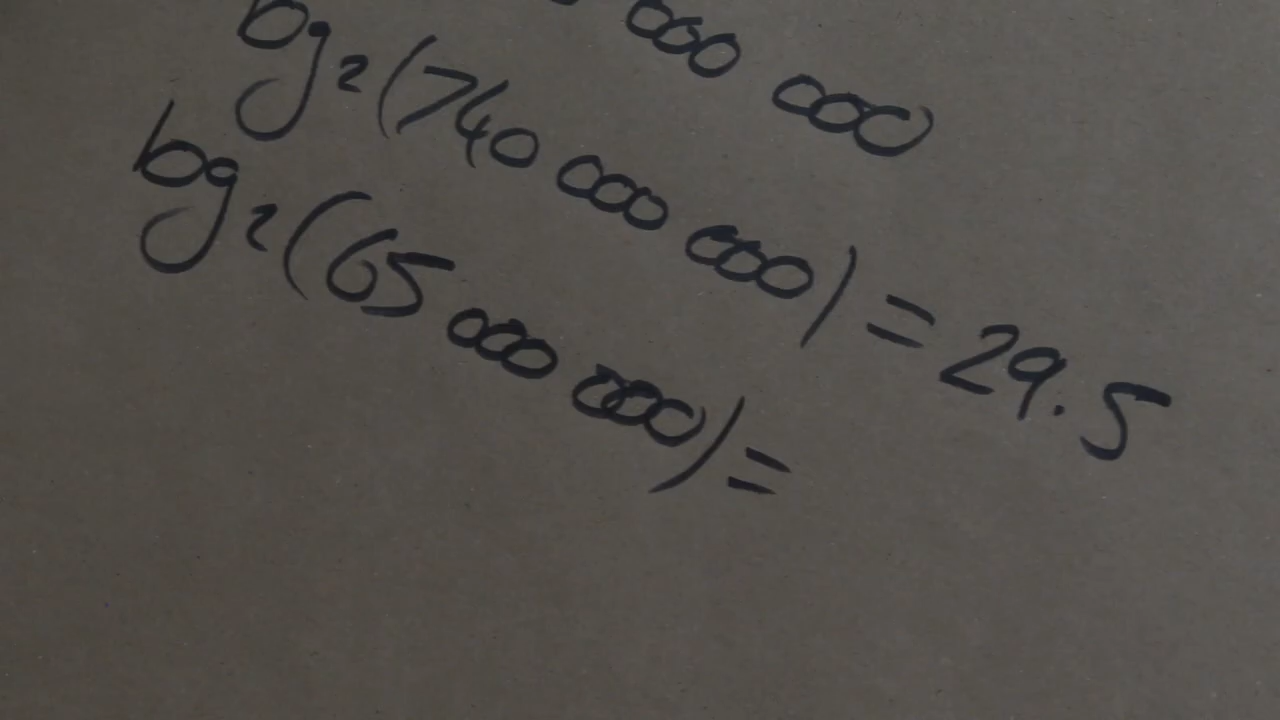 000 000
log₂(740 000 000) = 29.5
log₂(65 000 000) =